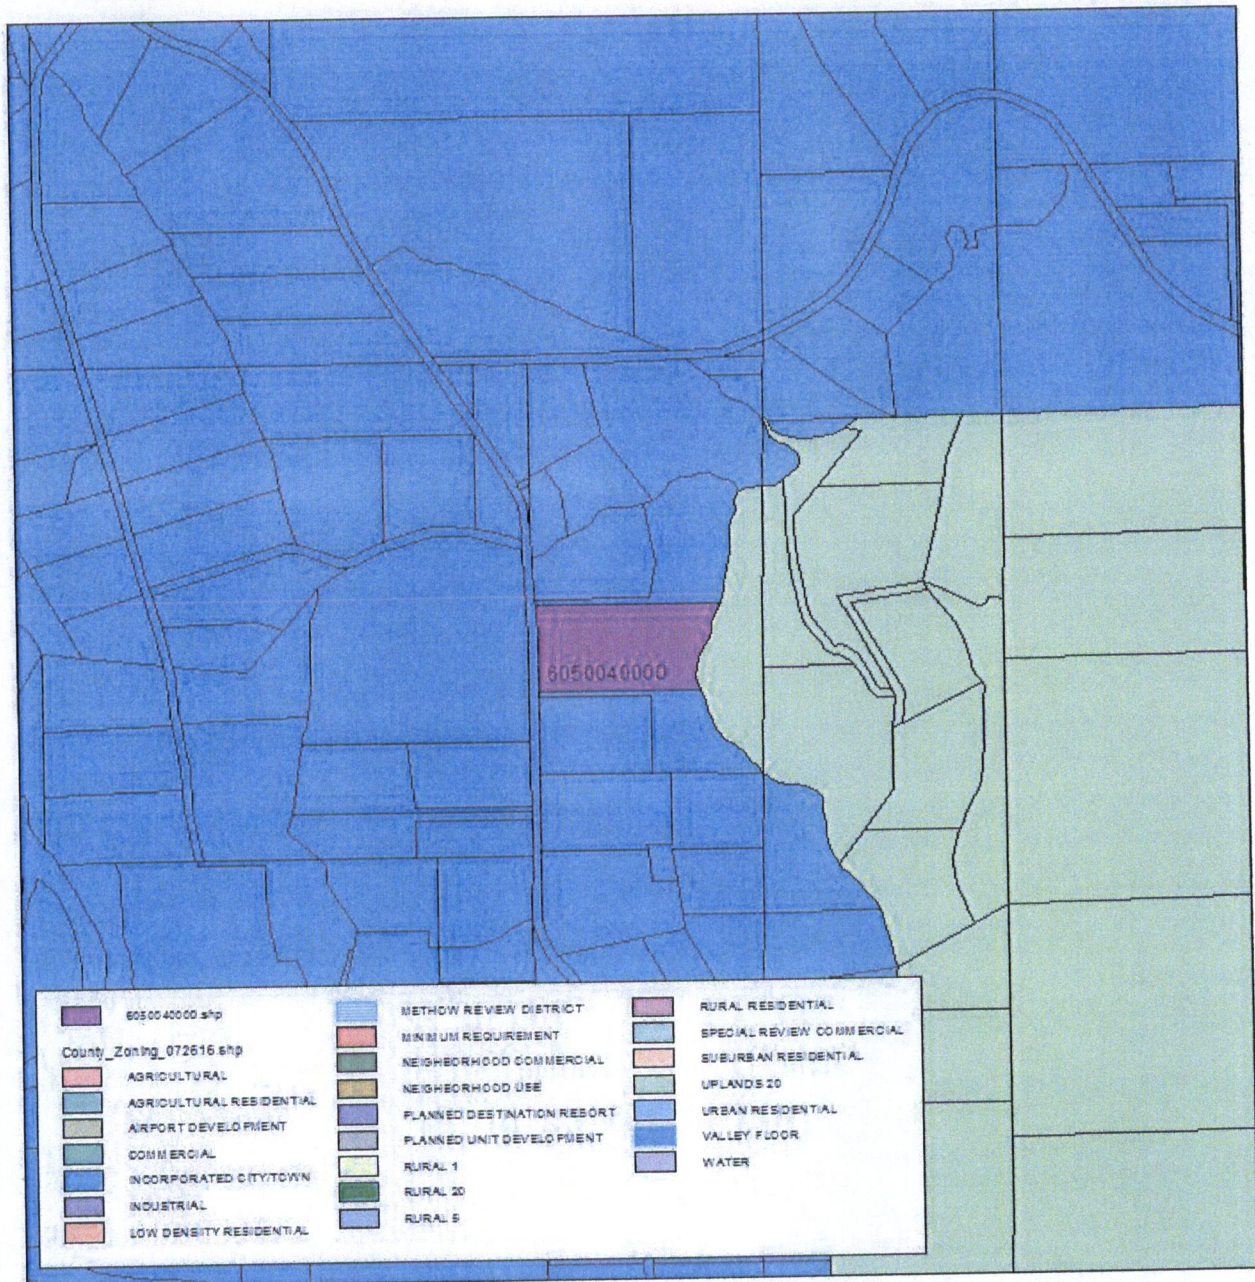 6050040000
6050040000.shp
County_Zoning_072616.shp
AGRICULTURAL
AGRICULTURAL RESIDENTIAL
AIRPORT DEVELOPMENT
COMMERCIAL
INCORPORATED CITY/TOWN
INDUSTRIAL
LOW DENSITY RESIDENTIAL
METHOW REVIEW DISTRICT
MINIMUM REQUIREMENT
NEIGHBORHOOD COMMERCIAL
NEIGHBORHOOD USE
PLANNED DESTINATION RESORT
PLANNED UNIT DEVELOPMENT
RURAL 1
RURAL 20
RURAL 5
RURAL RESIDENTIAL
SPECIAL REVIEW COMMERCIAL
SUBURBAN RESIDENTIAL
UPLANDS 20
URBAN RESIDENTIAL
VALLEY FLOOR
WATER